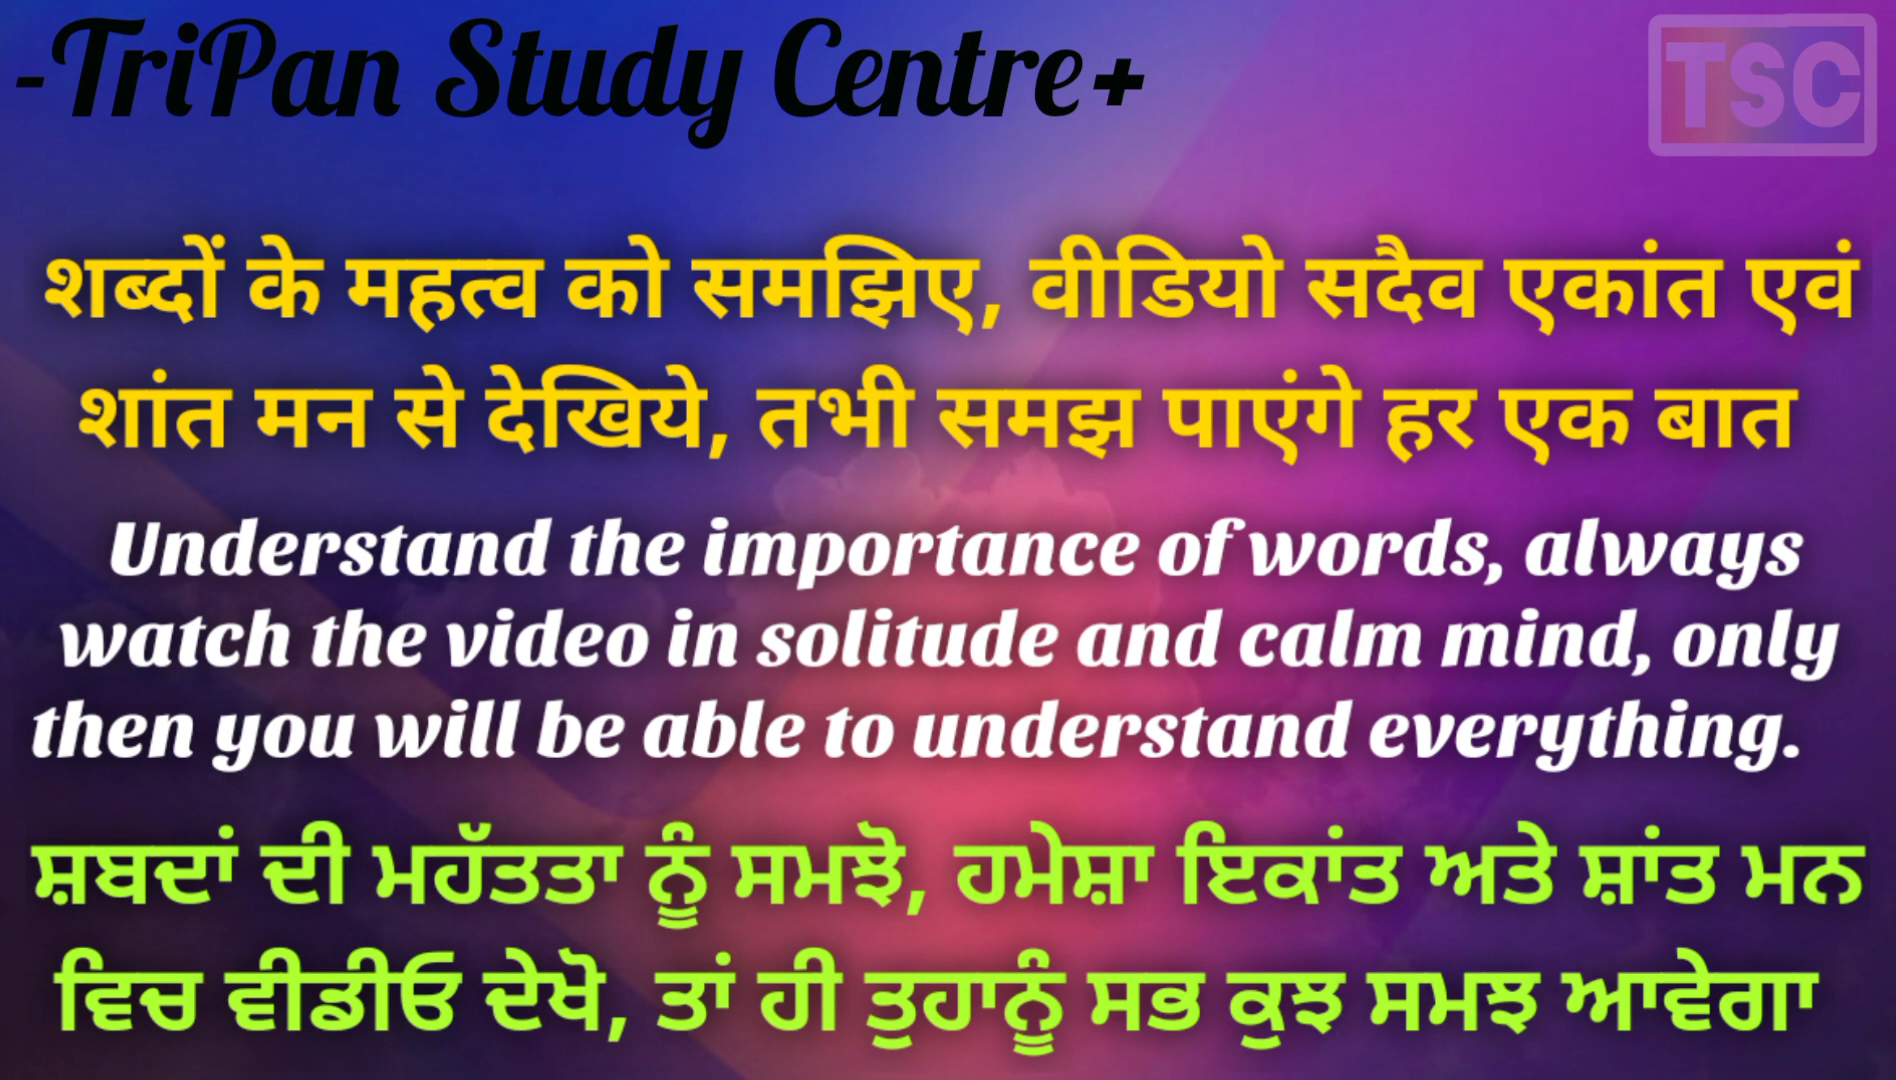 -TriPan Study Centre+
TSC
शब्दों के महत्व को समझिए, वीडियो सदैव एकांत एवं
शांत मन से देखिये, तभी समझ पाएंगे हर एक बात
Understand the importance of words, always
watch the video in solitude and calm mind, only
then you will be able to understand everything.
ਸ਼ਬਦਾਂ ਦੀ ਮਹੱਤਤਾ ਨੂੰ ਸਮਝੋ, ਹਮੇਸ਼ਾ ਇਕਾਂਤ ਅਤੇ ਸ਼ਾਂਤ ਮਨ
ਵਿਚ ਵੀਡੀਓ ਦੇਖੋ, ਤਾਂ ਹੀ ਤੁਹਾਨੂੰ ਸਭ ਕੁਝ ਸਮਝ ਆਵੇਗਾ